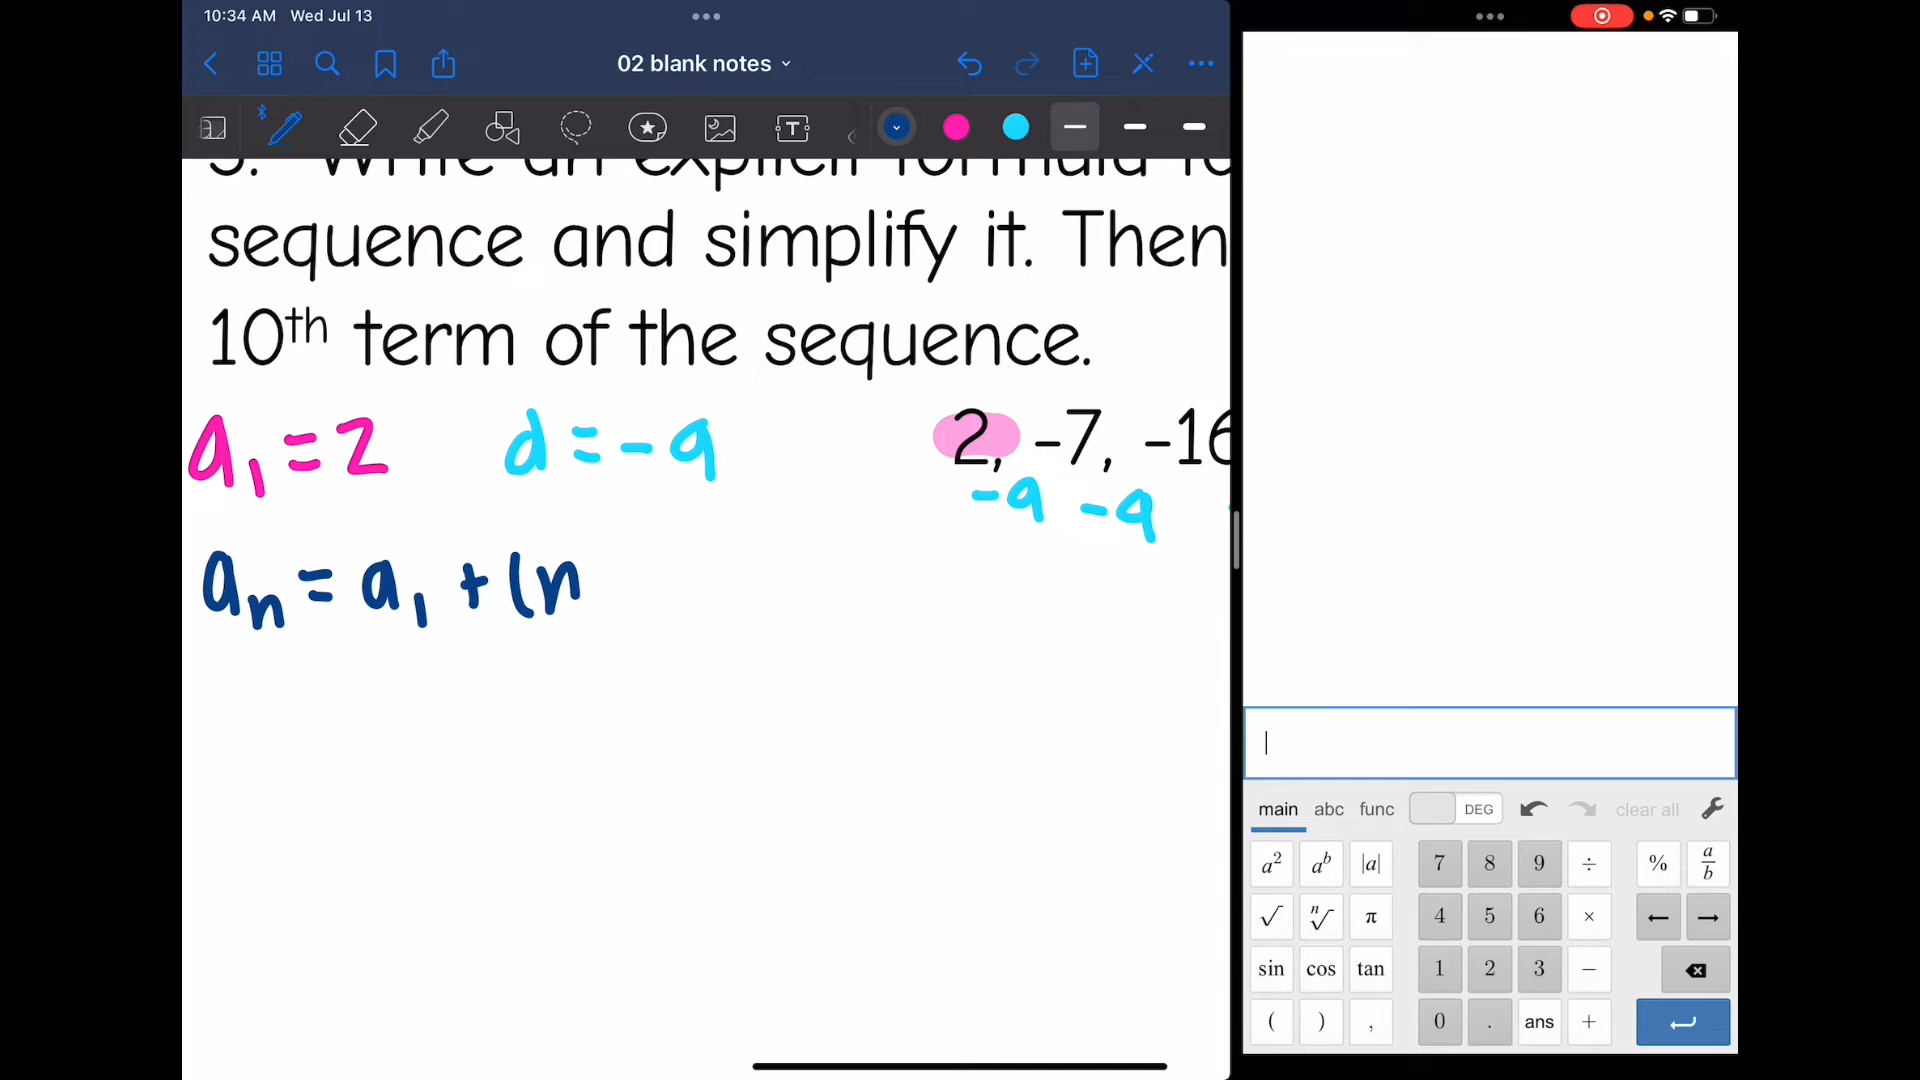 10:34 AM Wed Jul 13
02 blank notes
sequence and simplify it. Then
10th term of the sequence.
a₁ = 2 d = -9 2, -7, -16
-9 -9
aₙ = a₁ + (n
main abc func DEG clear all
a² aᵇ |a| 7 8 9 ÷ % a/b
√ ⁿ√ π 4 5 6 × ← →
sin cos tan 1 2 3 −
( ) , 0 . ans +